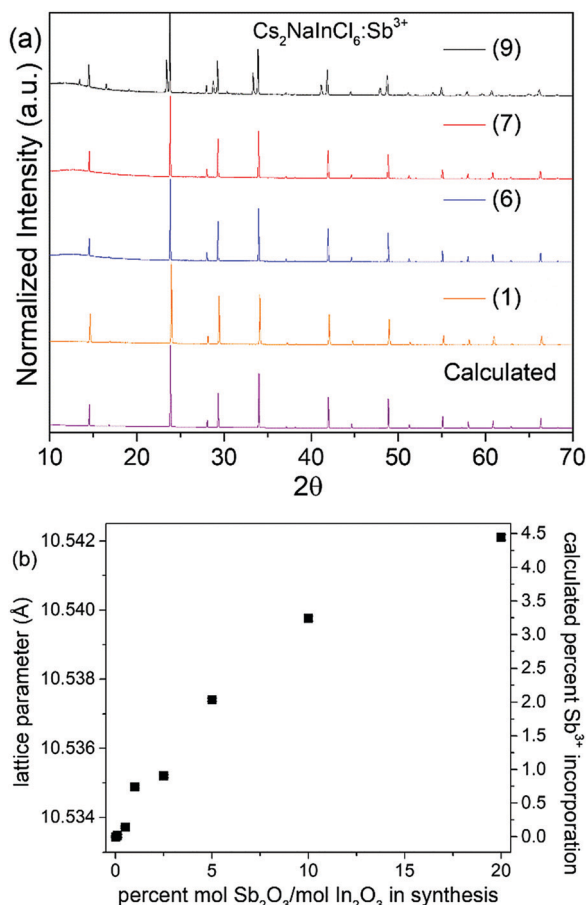 (a)
Cs₂NaInCl₆:Sb³⁺
(9)
(7)
(6)
(1)
Calculated
Normalized Intensity (a.u.)
10 20 30 40 50 60 70
2θ
(b)
10.542
10.540
10.538
10.536
10.534
lattice parameter (Å)
4.5
4.0
3.5
3.0
2.5
2.0
1.5
1.0
0.5
0.0
calculated percent Sb³⁺ incorporation
0 5 10 15 20
percent mol Sb₂O₃/mol In₂O₃ in synthesis